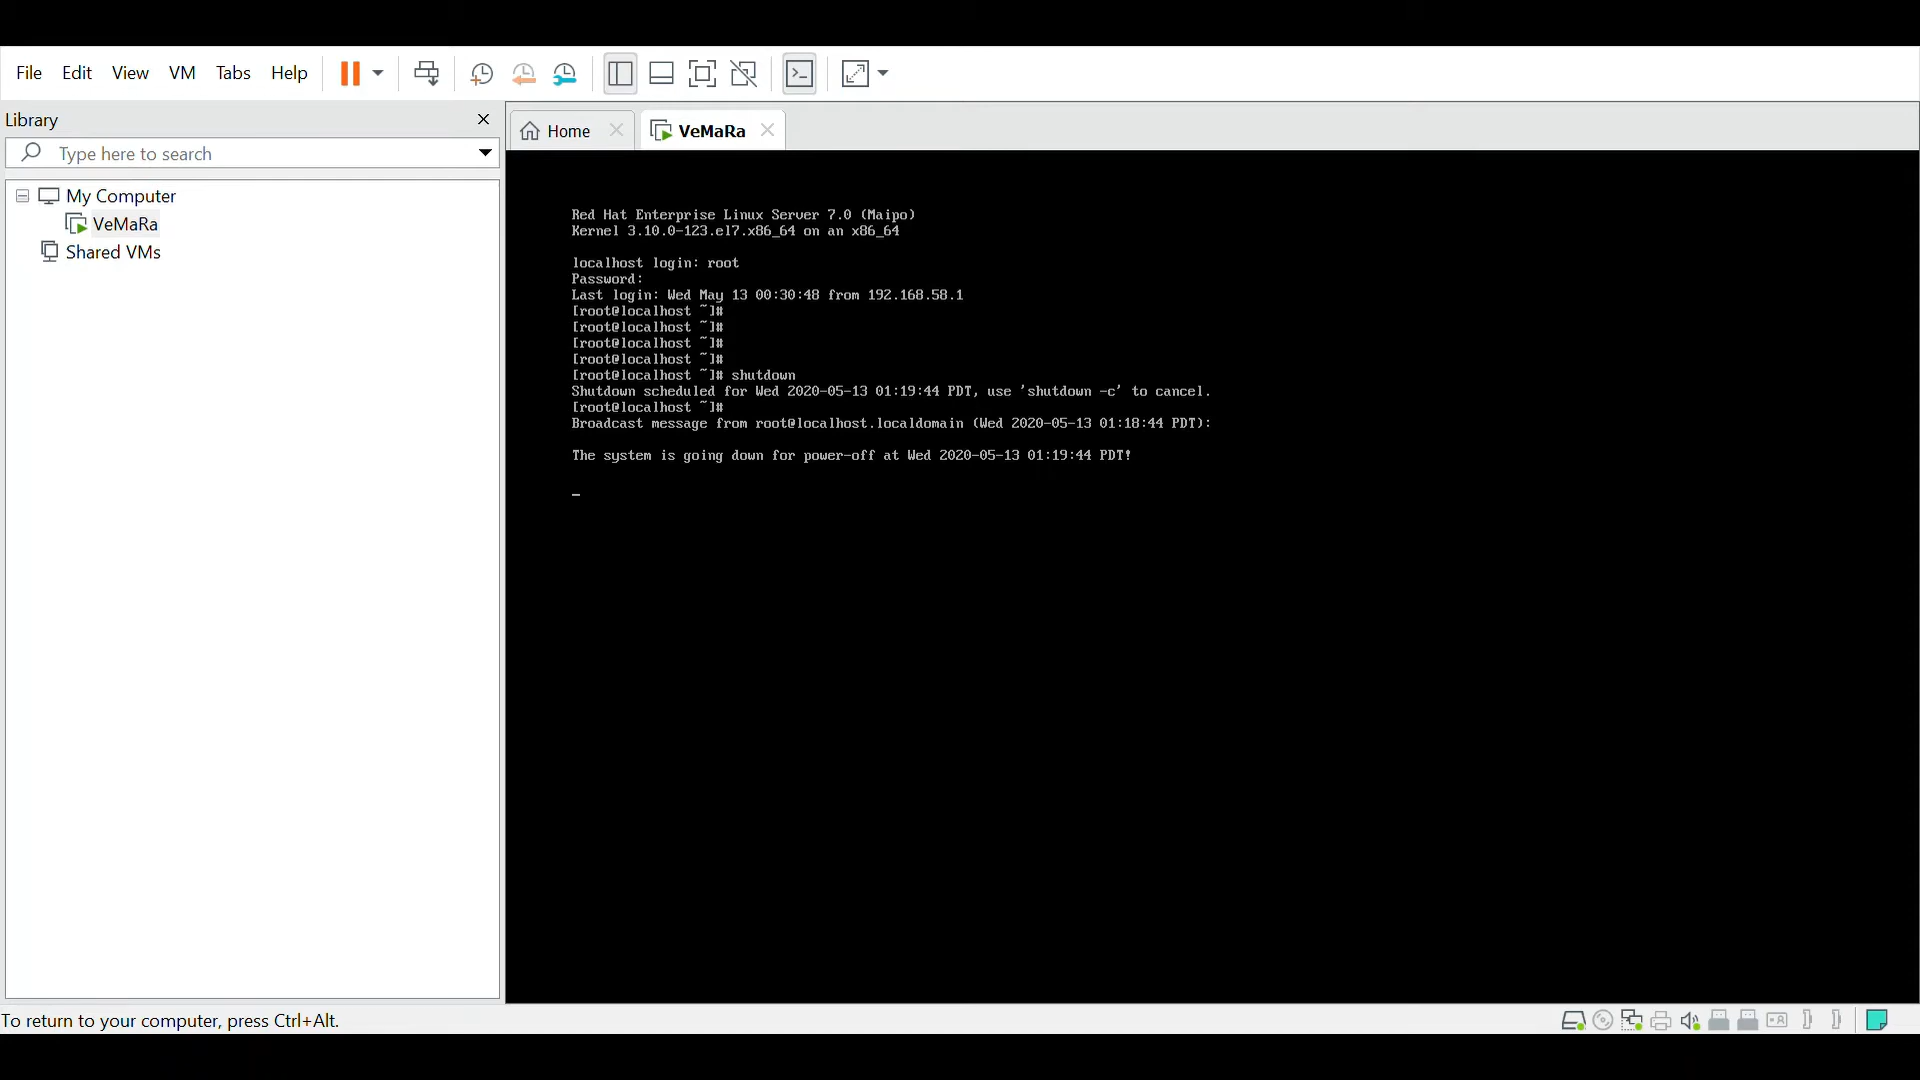 File Edit View VM Tabs Help
Library
Type here to search
My Computer
VeMaRa
Shared VMs
Home
VeMaRa
Red Hat Enterprise Linux Server 7.0 (Maipo)
Kernel 3.10.0-123.el7.x86_64 on an x86_64
localhost login: root
Password:
Last login: Wed May 13 00:30:48 from 192.168.58.1
[root@localhost ~]#
[root@localhost ~]#
[root@localhost ~]#
[root@localhost ~]#
[root@localhost ~]# shutdown
Shutdown scheduled for Wed 2020-05-13 01:19:44 PDT, use 'shutdown -c' to cancel.
[root@localhost ~]#
Broadcast message from root@localhost.localdomain (Wed 2020-05-13 01:18:44 PDT):
The system is going down for power-off at Wed 2020-05-13 01:19:44 PDT!
To return to your computer, press Ctrl+Alt.